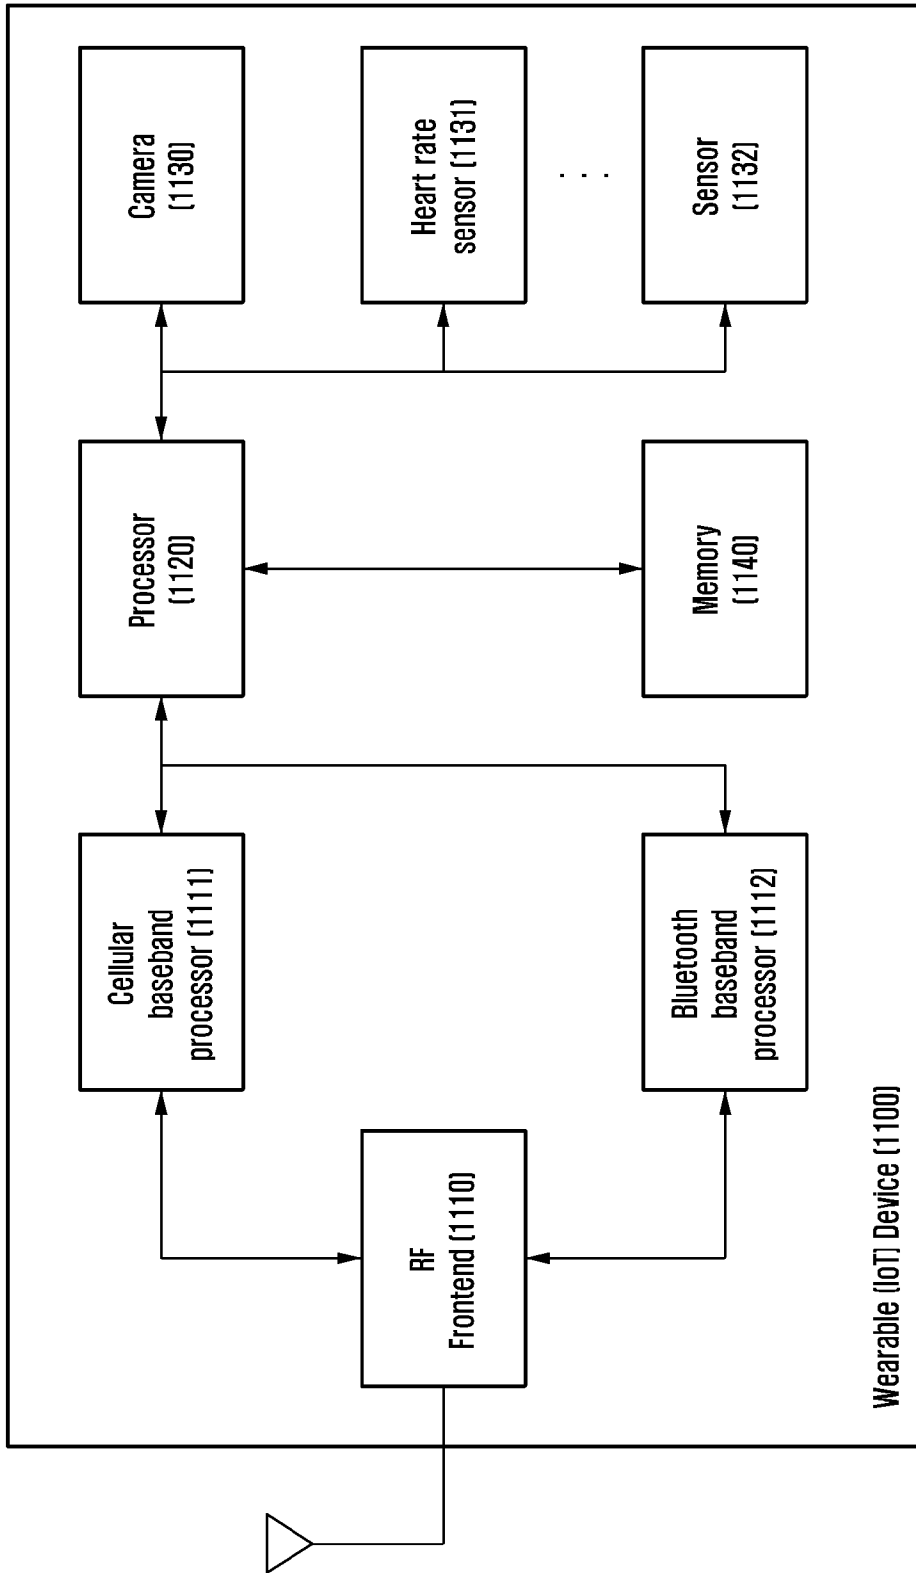 Camera
(1130)
Heart rate
sensor (1131)
. . .
Sensor
(1132)
Processor
(1120)
Memory
(1140)
Cellular
baseband
processor (1111)
Bluetooth
baseband
processor (1112)
RF
Frontend (1110)
Wearable (IoT) Device (1100)